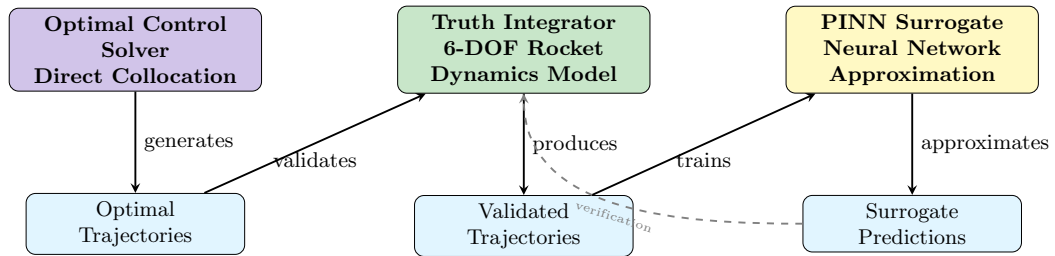 Optimal Control
Solver
Direct Collocation
Truth Integrator
6-DOF Rocket
Dynamics Model
PINN Surrogate
Neural Network
Approximation
generates
validates
produces
trains
approximates
verification
Optimal
Trajectories
Validated
Trajectories
Surrogate
Predictions